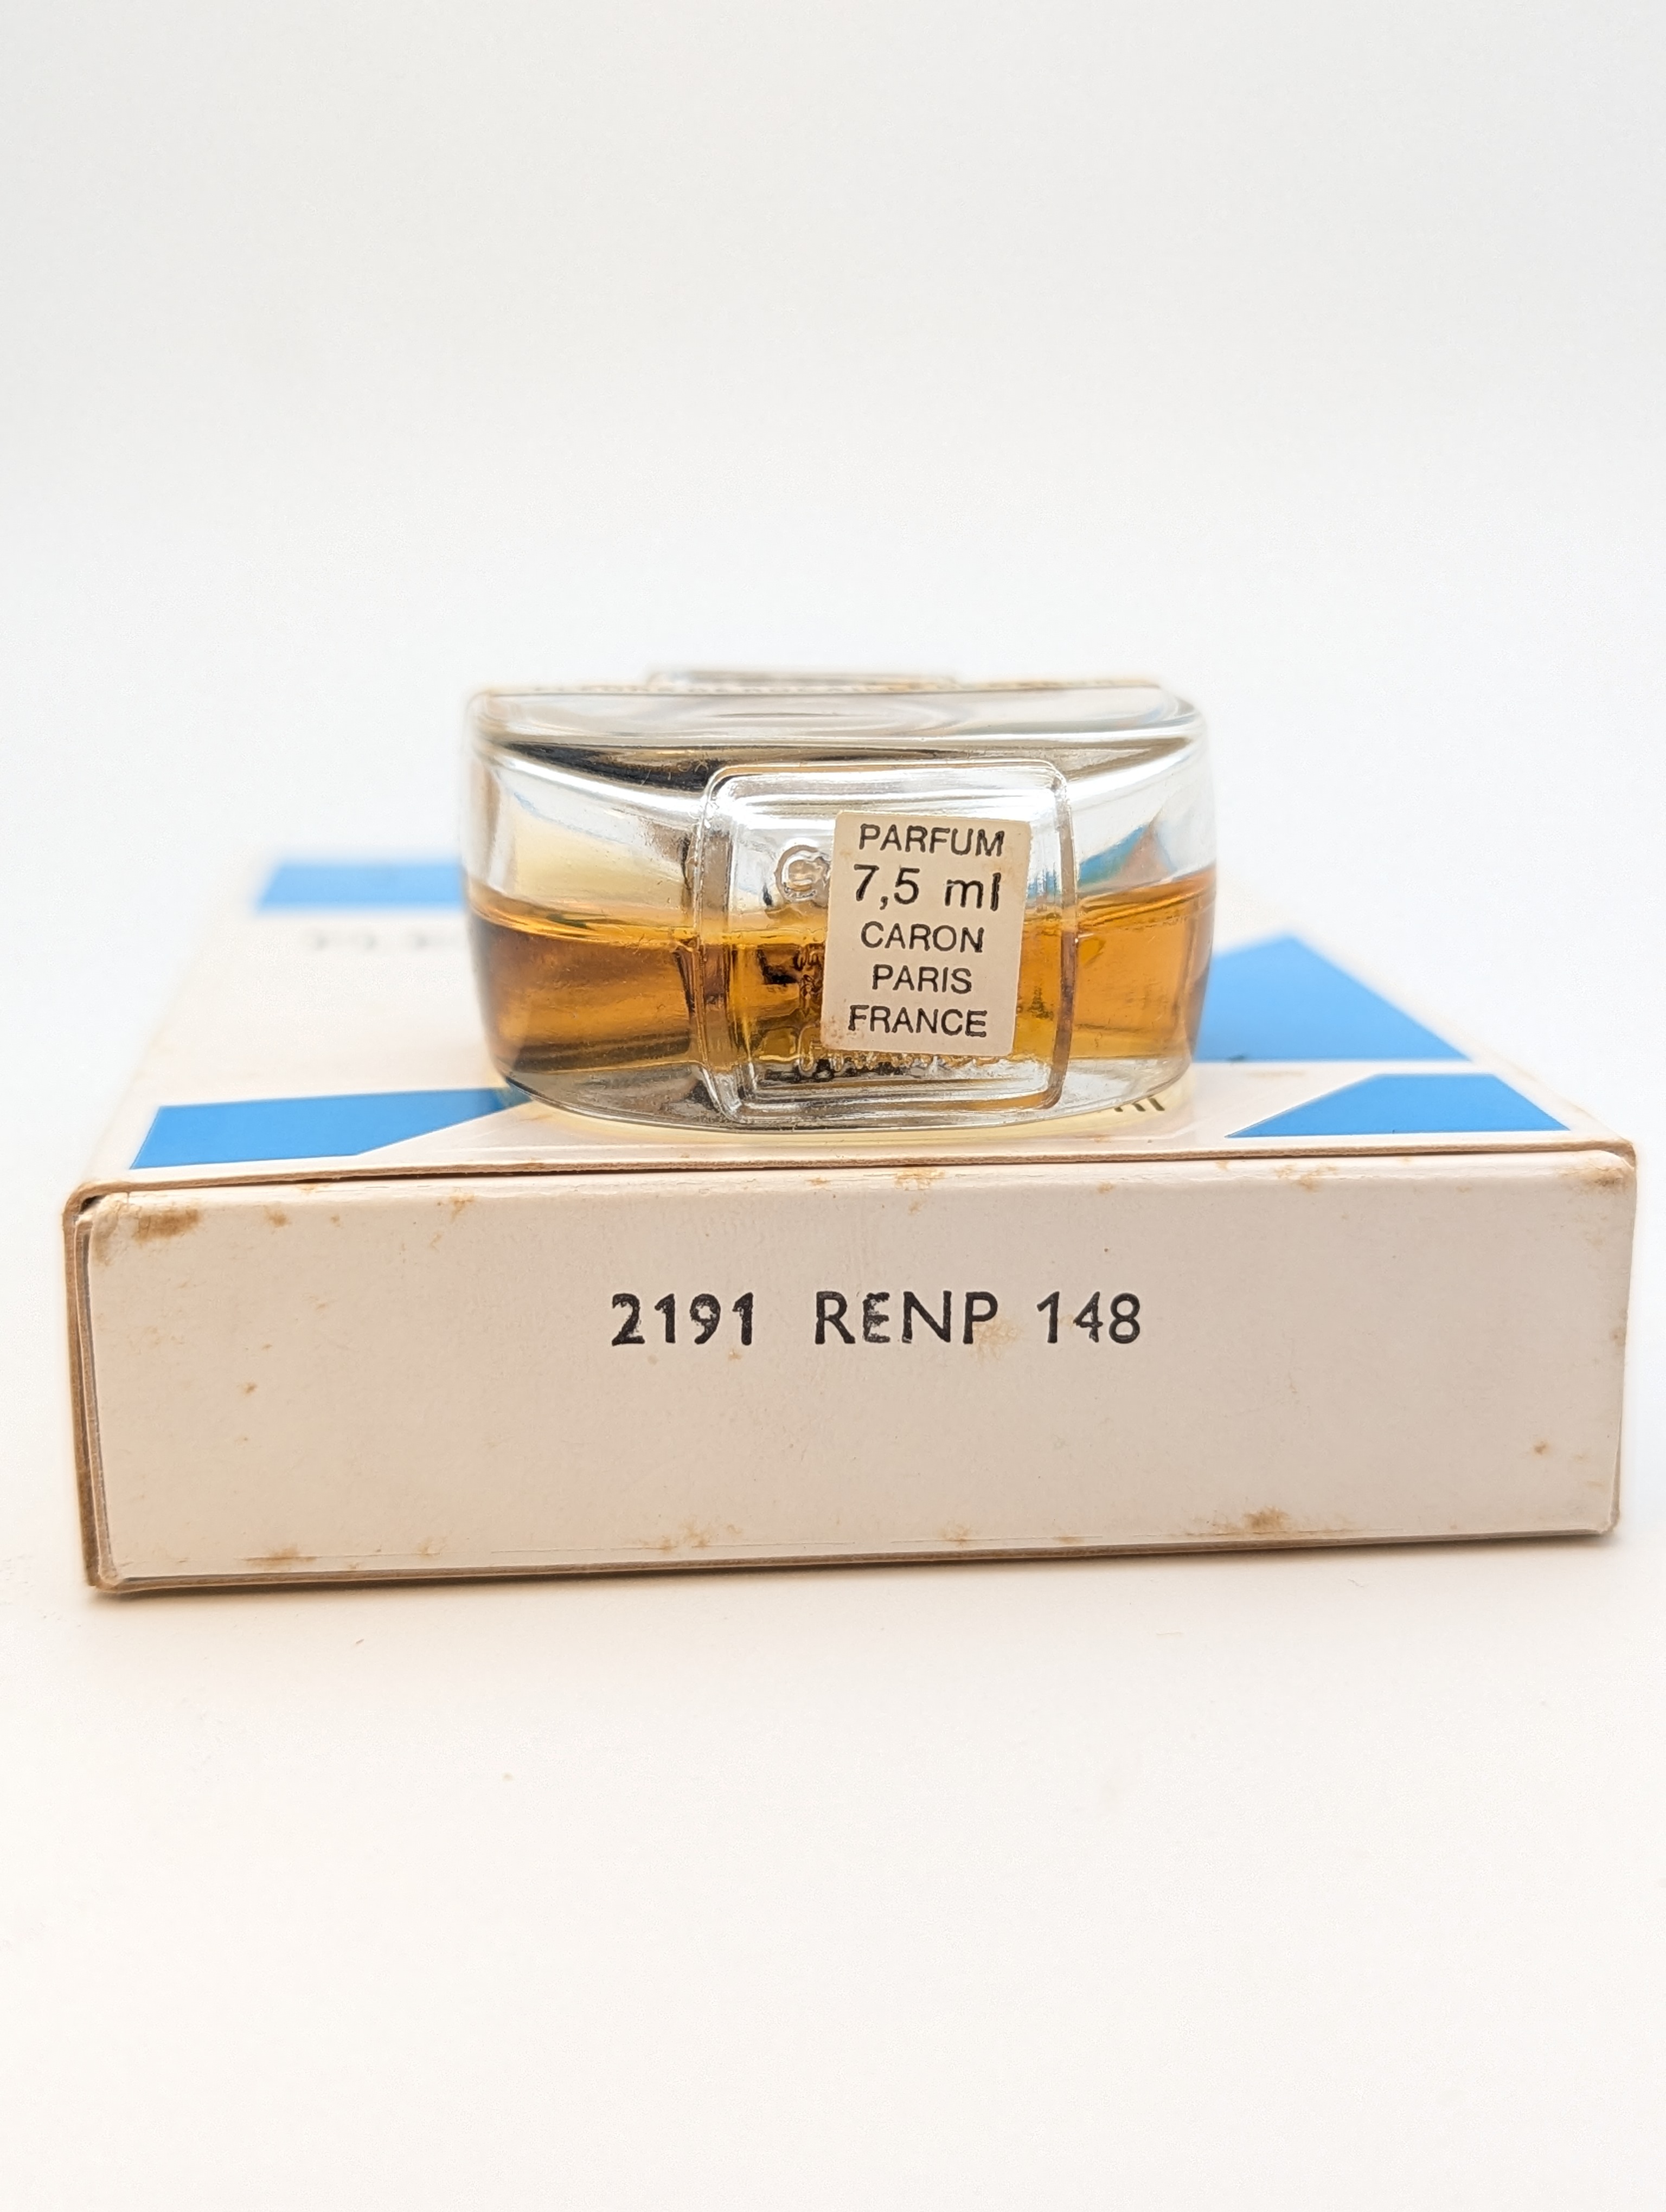 PARFUM
7,5 ml
CARON
PARIS
FRANCE
2191 RENP 148